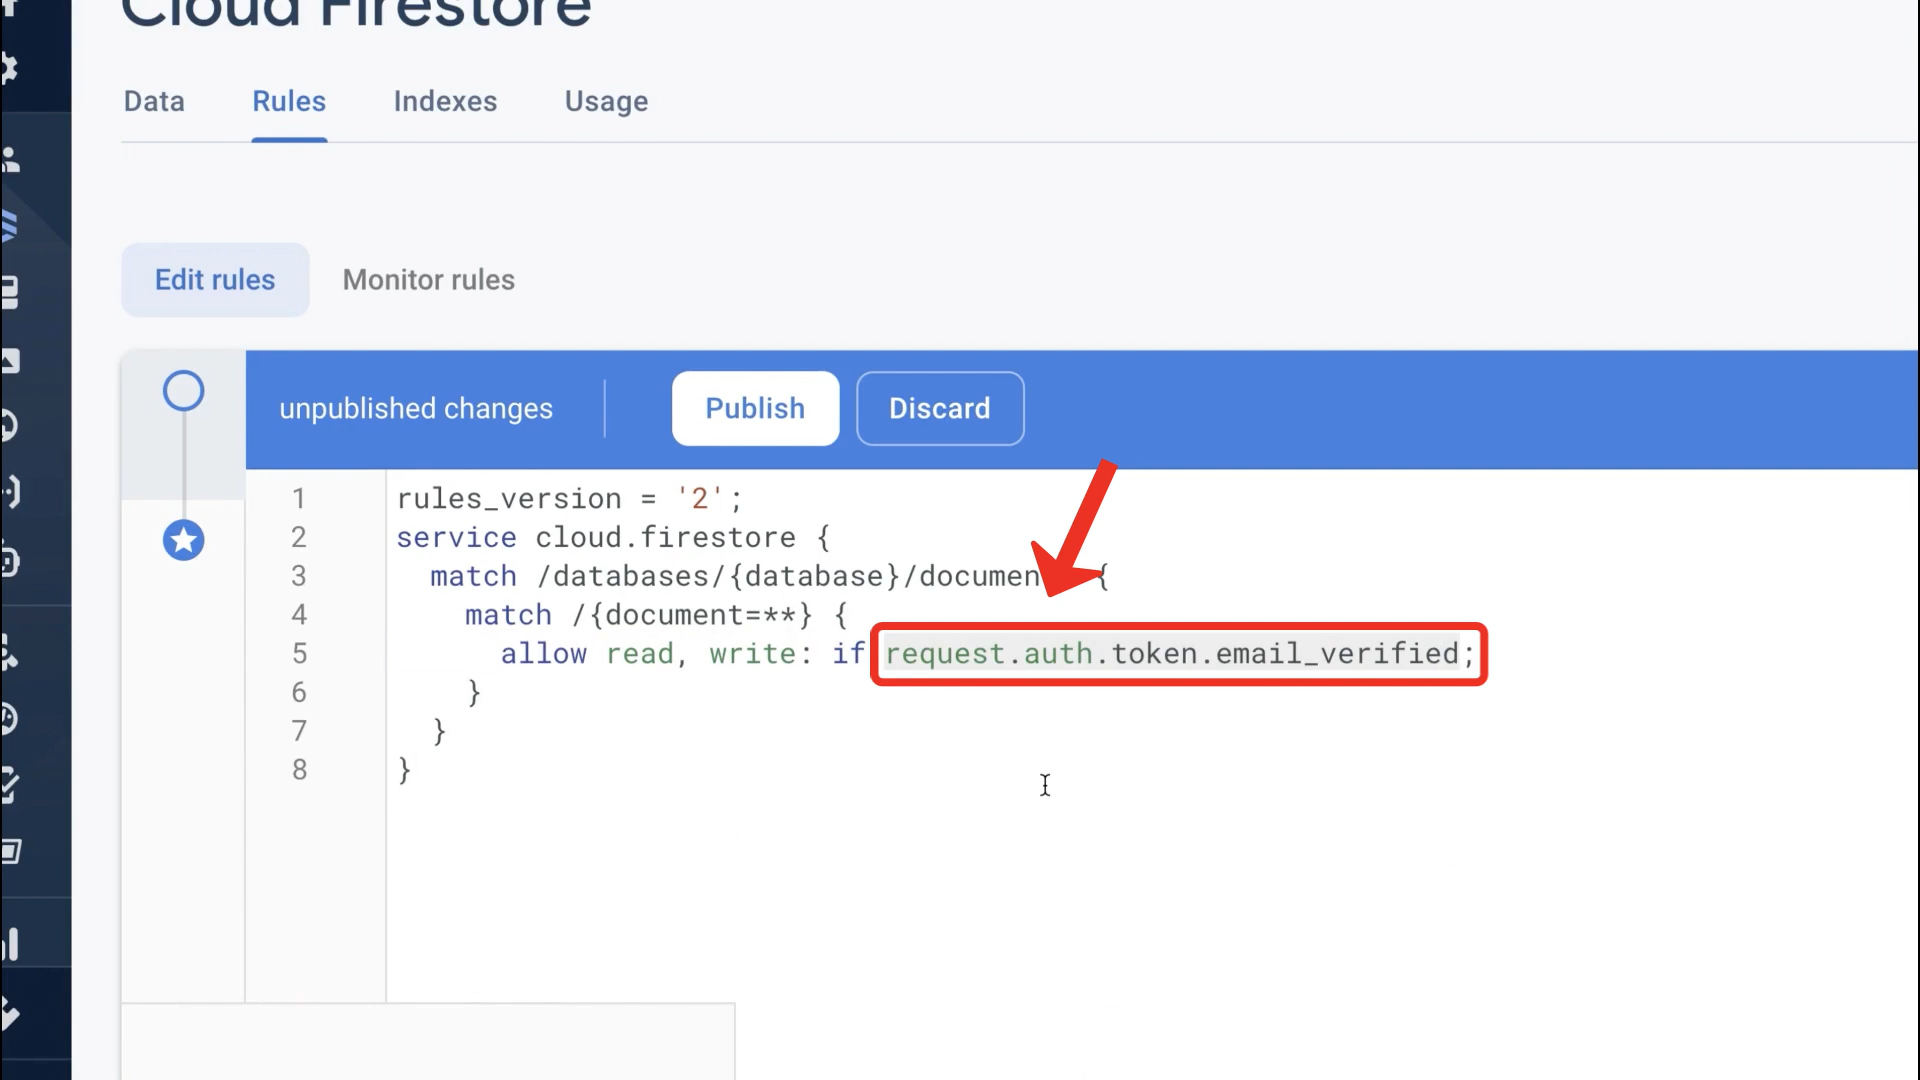 Cloud Firestore
Data Rules Indexes Usage
Edit rules Monitor rules
unpublished changes Publish Discard
1 rules_version = '2';
2 service cloud.firestore {
3 match /databases/{database}/documen {
4 match /{document=**} {
5 allow read, write: if request.auth.token.email_verified;
6 }
7 }
8 }